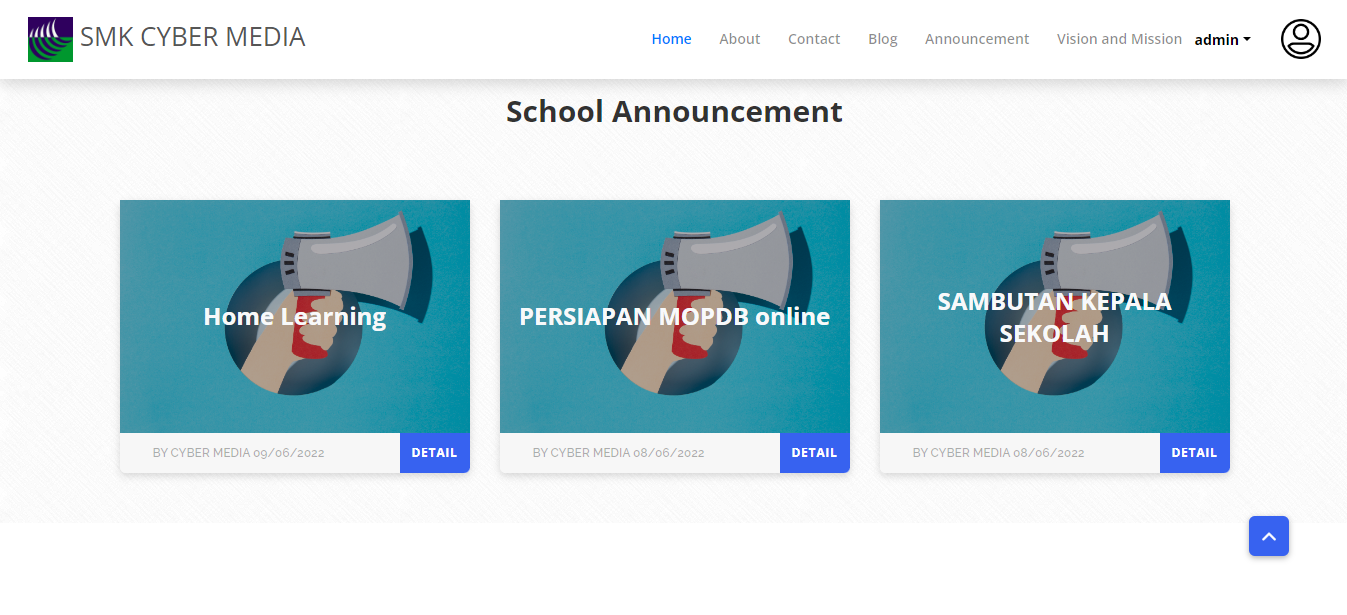 SMK CYBER MEDIA
Home About Contact Blog Announcement Vision and Mission admin
School Announcement
Home Learning
BY CYBER MEDIA 09/06/2022 DETAIL
PERSIAPAN MOPDB online
BY CYBER MEDIA 08/06/2022 DETAIL
SAMBUTAN KEPALA
SEKOLAH
BY CYBER MEDIA 08/06/2022 DETAIL